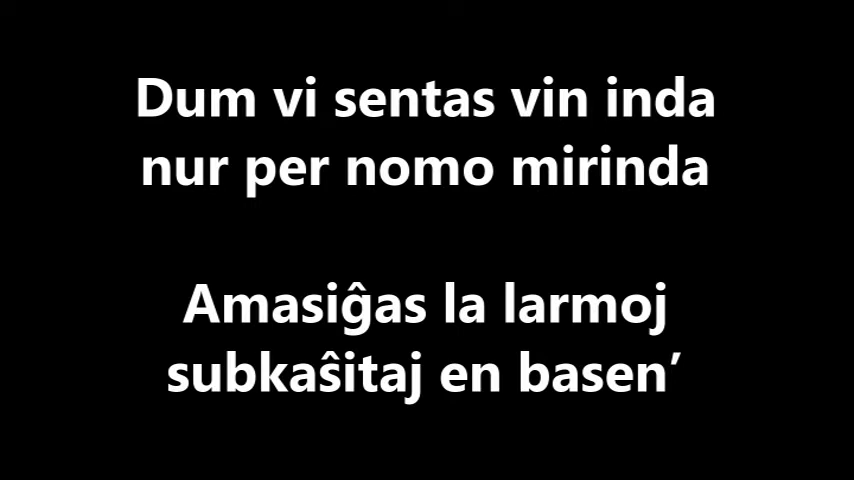 Dum vi sentas vin inda
nur per nomo mirinda
Amasiĝas la larmoj
subkaŝitaj en basen’